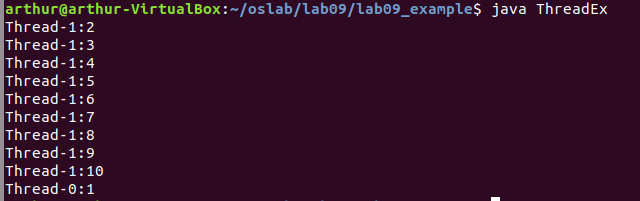 arthur@arthur-VirtualBox:~/oslab/lab09/lab09_example$ java ThreadEx
Thread-1:2
Thread-1:3
Thread-1:4
Thread-1:5
Thread-1:6
Thread-1:7
Thread-1:8
Thread-1:9
Thread-1:10
Thread-0:1